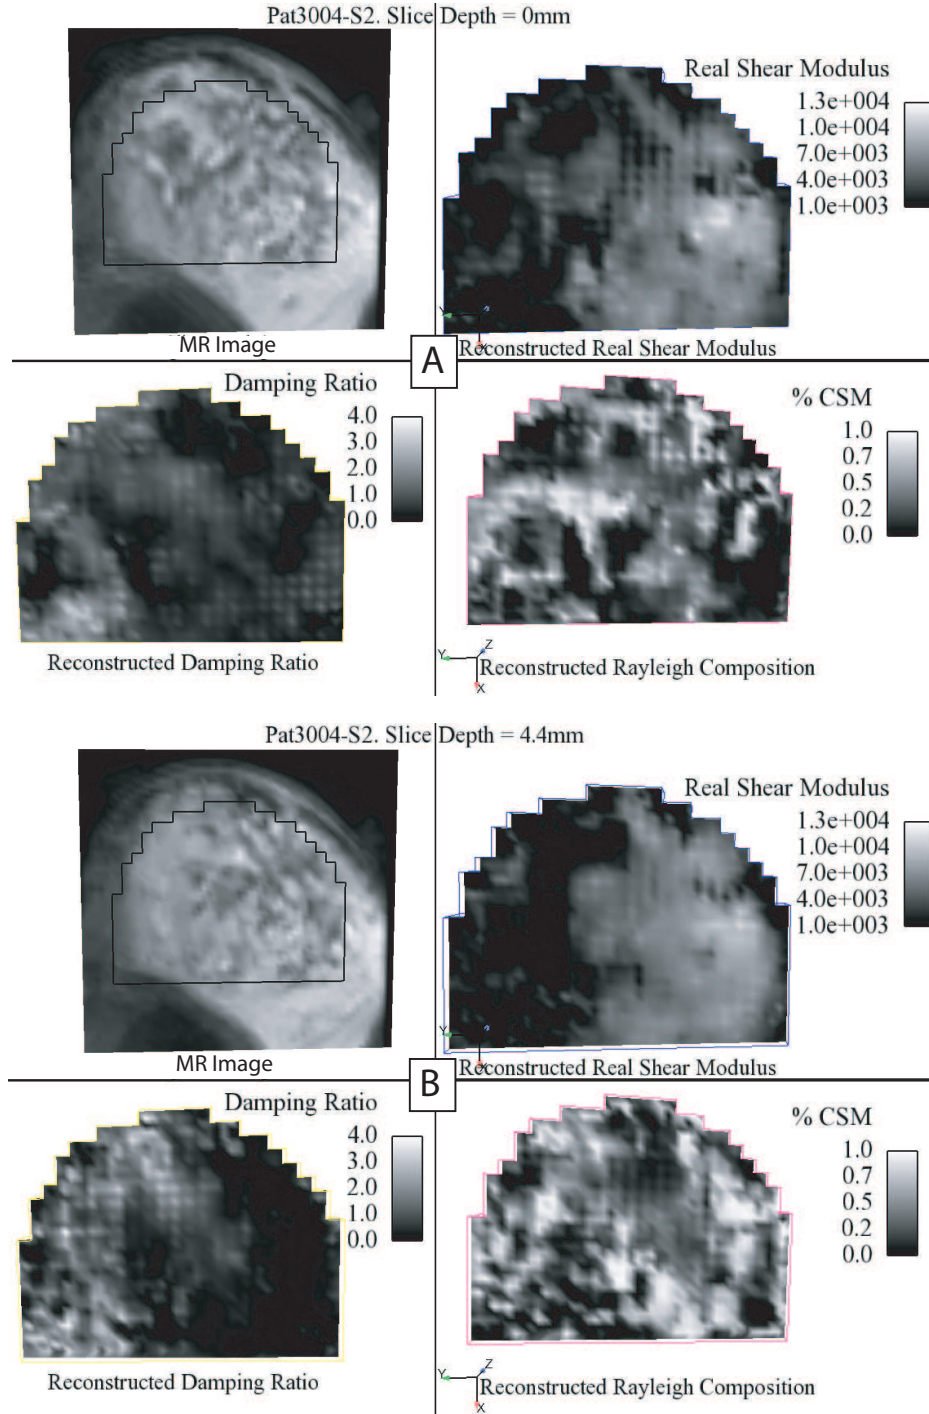 Pat3004-S2. Slice Depth = 0mm
Real Shear Modulus
1.3e+004
1.0e+004
7.0e+003
4.0e+003
1.0e+003
Y
MR Image
Reconstructed Real Shear Modulus
A
Damping Ratio
4.0
3.0
2.0
1.0
0.0
% CSM
1.0
0.7
0.5
0.2
0.0
Reconstructed Damping Ratio
Y
Z
X
Reconstructed Rayleigh Composition
Pat3004-S2. Slice Depth = 4.4mm
Real Shear Modulus
1.3e+004
1.0e+004
7.0e+003
4.0e+003
1.0e+003
Y
MR Image
Reconstructed Real Shear Modulus
B
Damping Ratio
4.0
3.0
2.0
1.0
0.0
% CSM
1.0
0.7
0.5
0.2
0.0
Reconstructed Damping Ratio
Y
Z
X
Reconstructed Rayleigh Composition